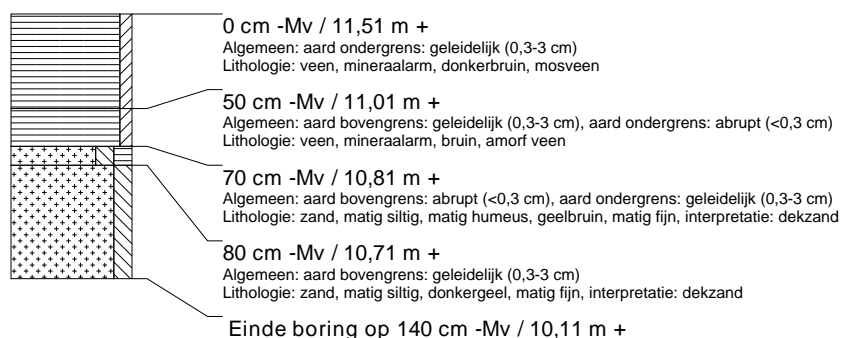 0 cm -Mv / 11,51 m +
Algemeen: aard ondergrens: geleidelijk (0,3-3 cm)
Lithologie: veen, mineraalarm, donkerbruin, mosveen
50 cm -Mv / 11,01 m +
Algemeen: aard bovengrens: geleidelijk (0,3-3 cm), aard ondergrens: abrupt (<0,3 cm)
Lithologie: veen, mineraalarm, bruin, amorf veen
70 cm -Mv / 10,81 m +
Algemeen: aard bovengrens: abrupt (<0,3 cm), aard ondergrens: geleidelijk (0,3-3 cm)
Lithologie: zand, matig siltig, matig humeus, geelbruin, matig fijn, interpretatie: dekzand
80 cm -Mv / 10,71 m +
Algemeen: aard bovengrens: geleidelijk (0,3-3 cm)
Lithologie: zand, matig siltig, donkergeel, matig fijn, interpretatie: dekzand
Einde boring op 140 cm -Mv / 10,11 m +